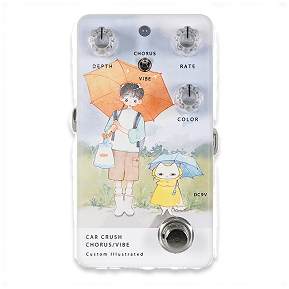 CHORUS
DEPTH
RATE
VIBE
COLOR
DC9V
CAR CRUSH
CHORUS/VIBE
Custom Illustrated